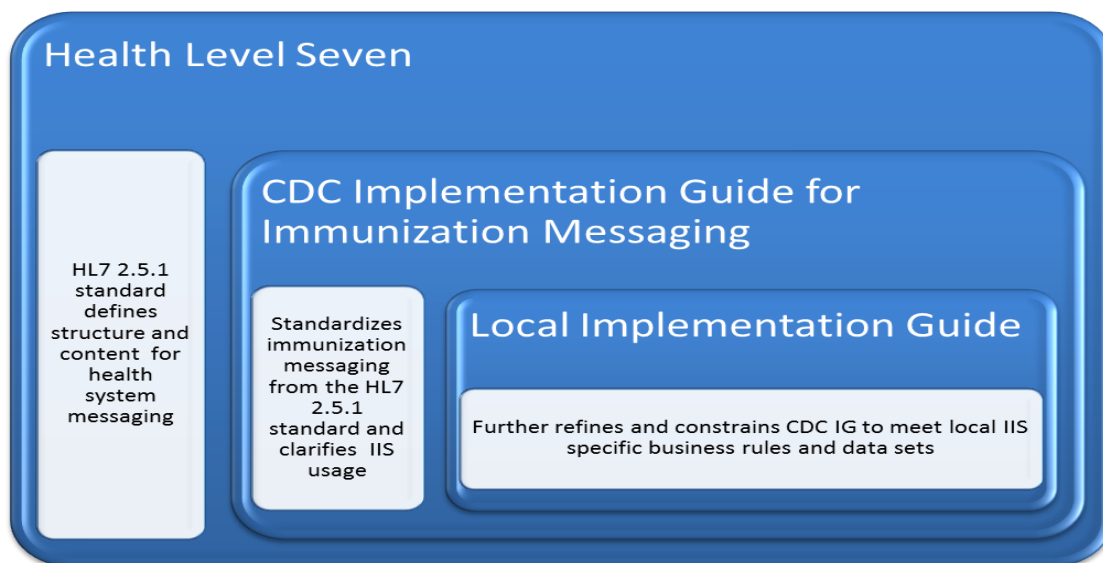 Health Level Seven
HL7 2.5.1
standard
defines
structure and
content for
health
system
messaging
CDC Implementation Guide for
Immunization Messaging
Standardizes
immunization
messaging
from the HL7
2.5.1
standard and
clarifies IIS
usage
Local Implementation Guide
Further refines and constrains CDC IG to meet local IIS
specific business rules and data sets